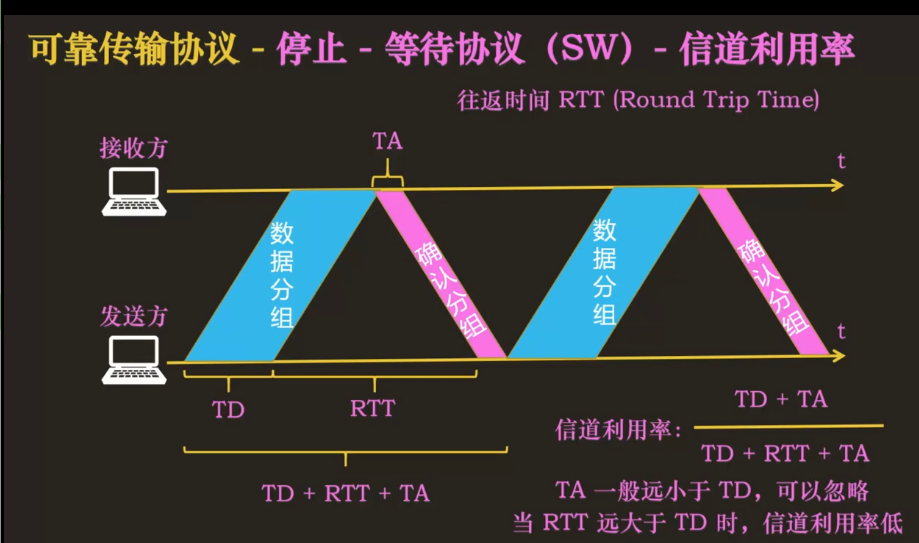 可靠传输协议 - 停止 - 等待协议（SW）- 信道利用率
往返时间 RTT (Round Trip Time)
TA
接收方
t
数据分组
确认分组
数据分组
确认分组
发送方
t
TD
RTT
TD + RTT + TA
信道利用率:
TD + TA
TD + RTT + TA
TA 一般远小于 TD，可以忽略
当 RTT 远大于 TD 时，信道利用率低